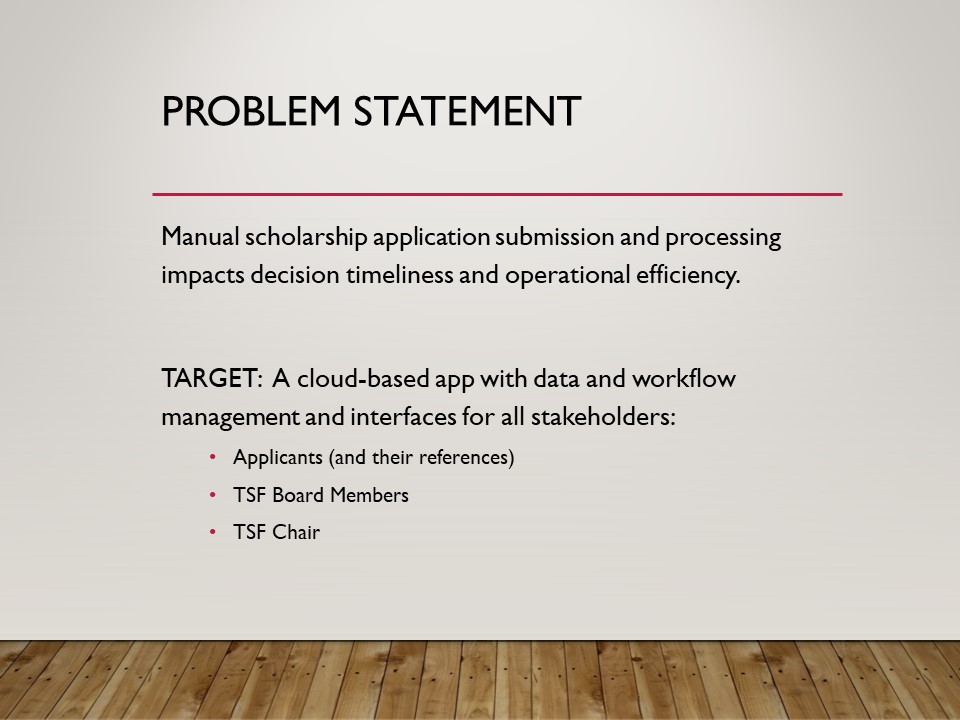 PROBLEM STATEMENT
Manual scholarship application submission and processing
impacts decision timeliness and operational efficiency.
TARGET:  A cloud-based app with data and workflow
management and interfaces for all stakeholders:
• Applicants (and their references)
• TSF Board Members
• TSF Chair